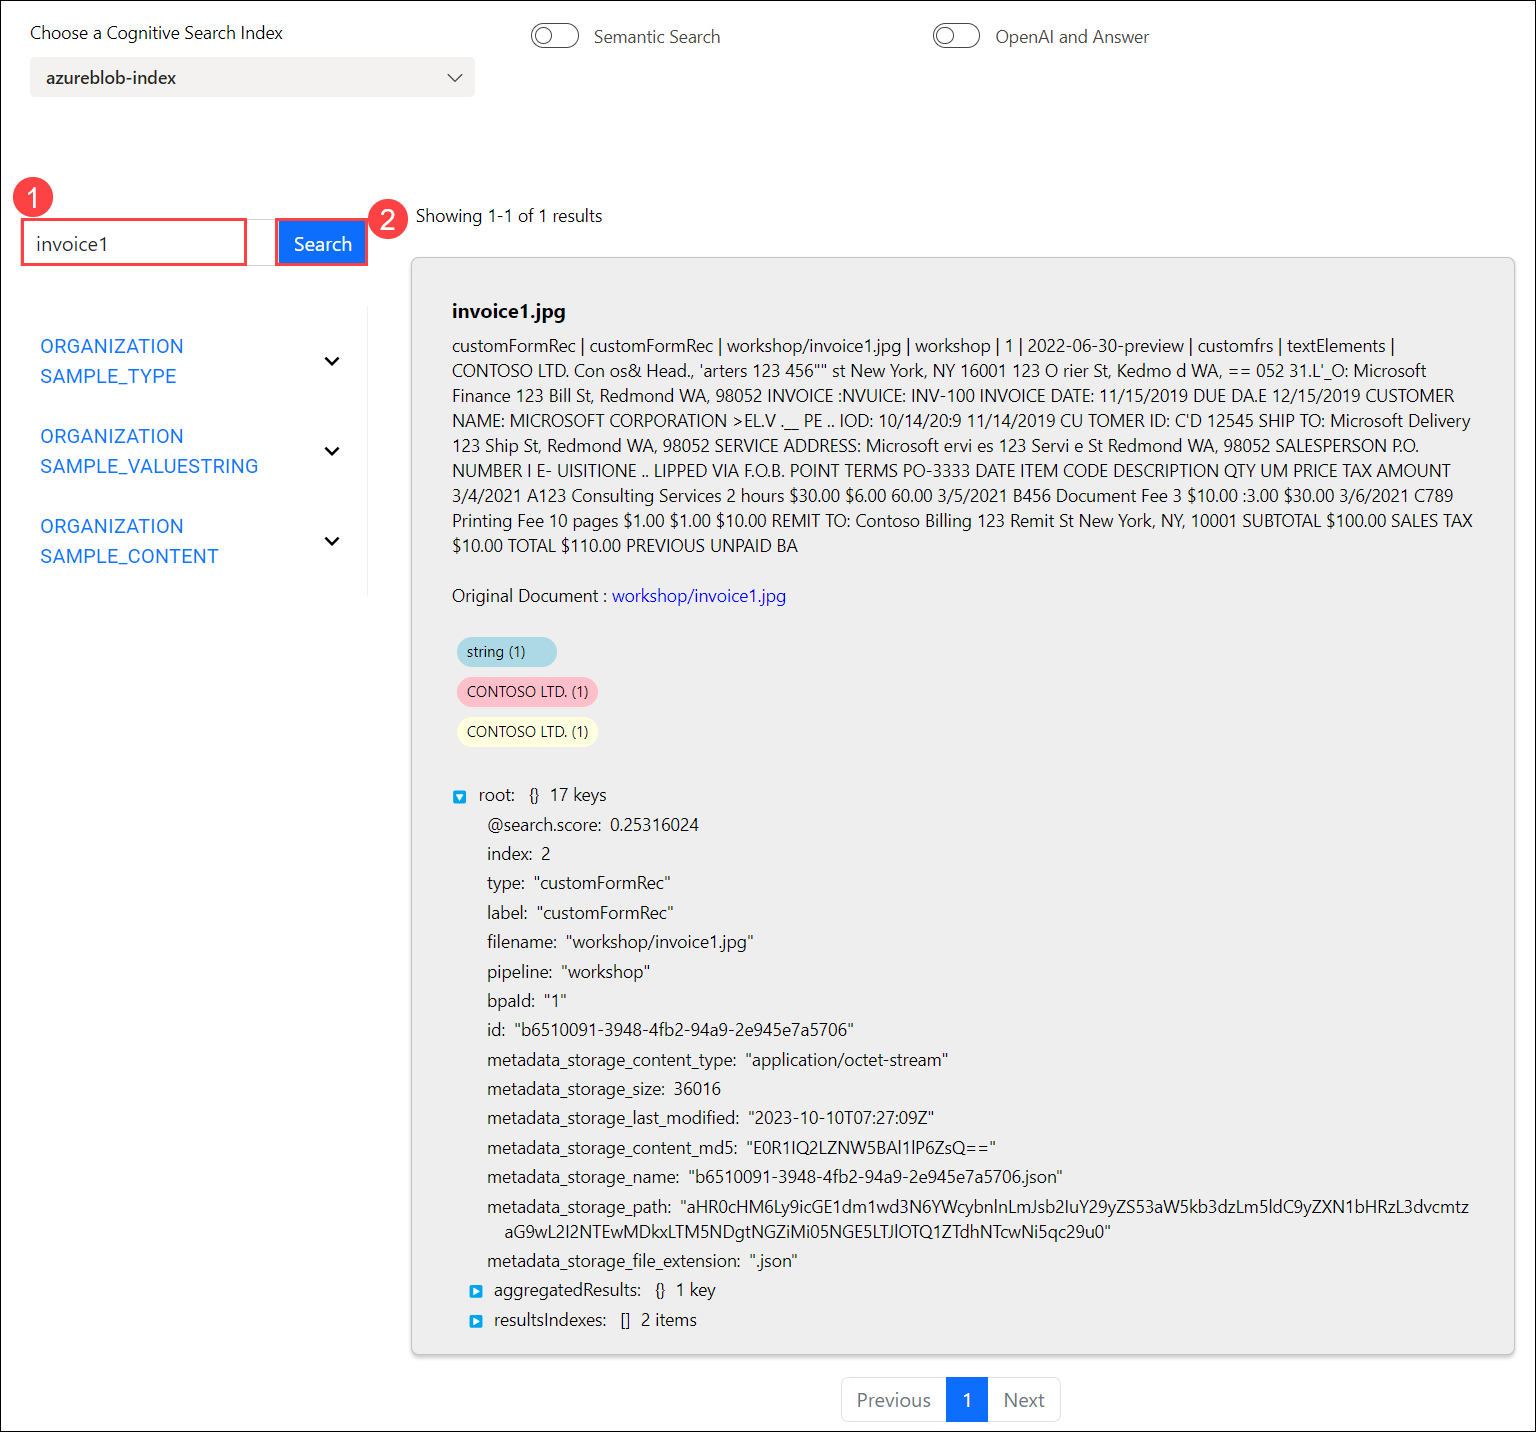 Choose a Cognitive Search Index
azureblob-index
Semantic Search
OpenAI and Answer
1
invoice1
Search
2
Showing 1-1 of 1 results
ORGANIZATION
SAMPLE_TYPE
ORGANIZATION
SAMPLE_VALUESTRING
ORGANIZATION
SAMPLE_CONTENT
invoice1.jpg
customFormRec | customFormRec | workshop/invoice1.jpg | workshop | 1 | 2022-06-30-preview | customfrs | textElements |
CONTOSO LTD. Con os& Head., 'arters 123 456"" st New York, NY 16001 123 O rier St, Kedmo d WA, == 052 31.L'_O: Microsoft
Finance 123 Bill St, Redmond WA, 98052 INVOICE :NVUICE: INV-100 INVOICE DATE: 11/15/2019 DUE DA.E 12/15/2019 CUSTOMER
NAME: MICROSOFT CORPORATION >EL.V .__ PE .. IOD: 10/14/20:9 11/14/2019 CU TOMER ID: C'D 12545 SHIP TO: Microsoft Delivery
123 Ship St, Redmond WA, 98052 SERVICE ADDRESS: Microsoft ervi es 123 Servi e St Redmond WA, 98052 SALESPERSON P.O.
NUMBER I E- UISITIONE .. LIPPED VIA F.O.B. POINT TERMS PO-3333 DATE ITEM CODE DESCRIPTION QTY UM PRICE TAX AMOUNT
3/4/2021 A123 Consulting Services 2 hours $30.00 $6.00 60.00 3/5/2021 B456 Document Fee 3 $10.00 :3.00 $30.00 3/6/2021 C789
Printing Fee 10 pages $1.00 $1.00 $10.00 REMIT TO: Contoso Billing 123 Remit St New York, NY, 10001 SUBTOTAL $100.00 SALES TAX
$10.00 TOTAL $110.00 PREVIOUS UNPAID BA
Original Document : workshop/invoice1.jpg
string (1)
CONTOSO LTD. (1)
CONTOSO LTD. (1)
root: {} 17 keys
@search.score: 0.25316024
index: 2
type: "customFormRec"
label: "customFormRec"
filename: "workshop/invoice1.jpg"
pipeline: "workshop"
bpaId: "1"
id: "b6510091-3948-4fb2-94a9-2e945e7a5706"
metadata_storage_content_type: "application/octet-stream"
metadata_storage_size: 36016
metadata_storage_last_modified: "2023-10-10T07:27:09Z"
metadata_storage_content_md5: "E0R1IQ2LZNW5BAl1lP6ZsQ=="
metadata_storage_name: "b6510091-3948-4fb2-94a9-2e945e7a5706.json"
metadata_storage_path: "aHR0cHM6Ly9icGE1dm1wd3N6YWcybnlnLmJsb2IuY29yZS53aW5kb3dzLm5ldC9yZXN1bHRzL3dvcmtz
aG9wL2I2NTEwMDkxLTM5NDgtNGZiMi05NGE5LTJlOTQ1ZTdhNTcwNi5qc29u0"
metadata_storage_file_extension: ".json"
aggregatedResults: {} 1 key
resultsIndexes: [] 2 items
Previous
1
Next